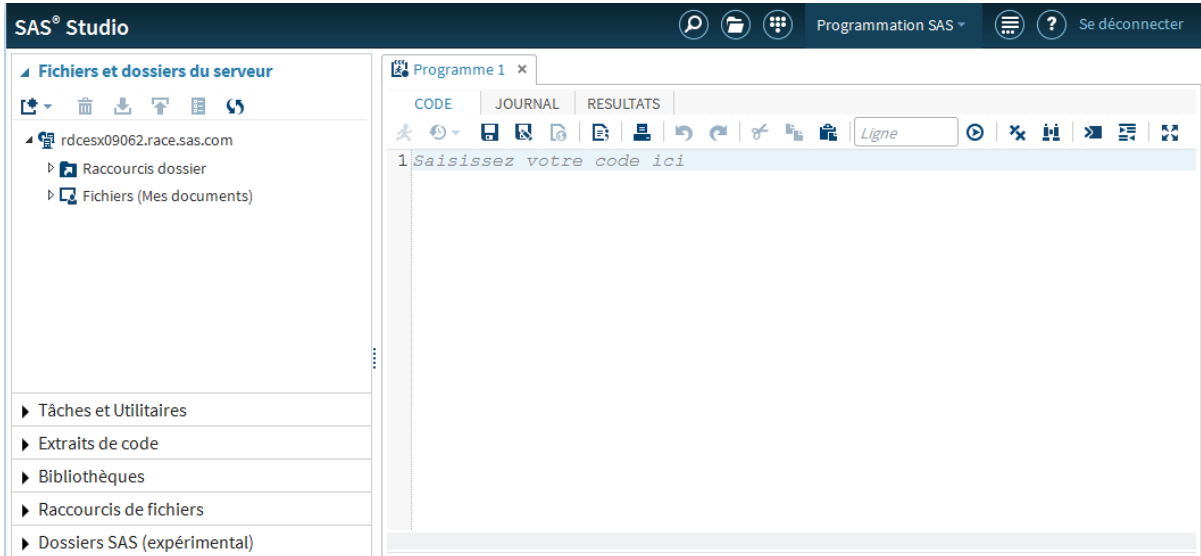 SAS® Studio
Programmation SAS
?
Se déconnecter
Fichiers et dossiers du serveur
rdcesx09062.race.sas.com
Raccourcis dossier
Fichiers (Mes documents)
Tâches et Utilitaires
Extraits de code
Bibliothèques
Raccourcis de fichiers
Dossiers SAS (expérimental)
Programme 1 ×
CODE JOURNAL RESULTATS
Ligne
1 Saisissez votre code ici